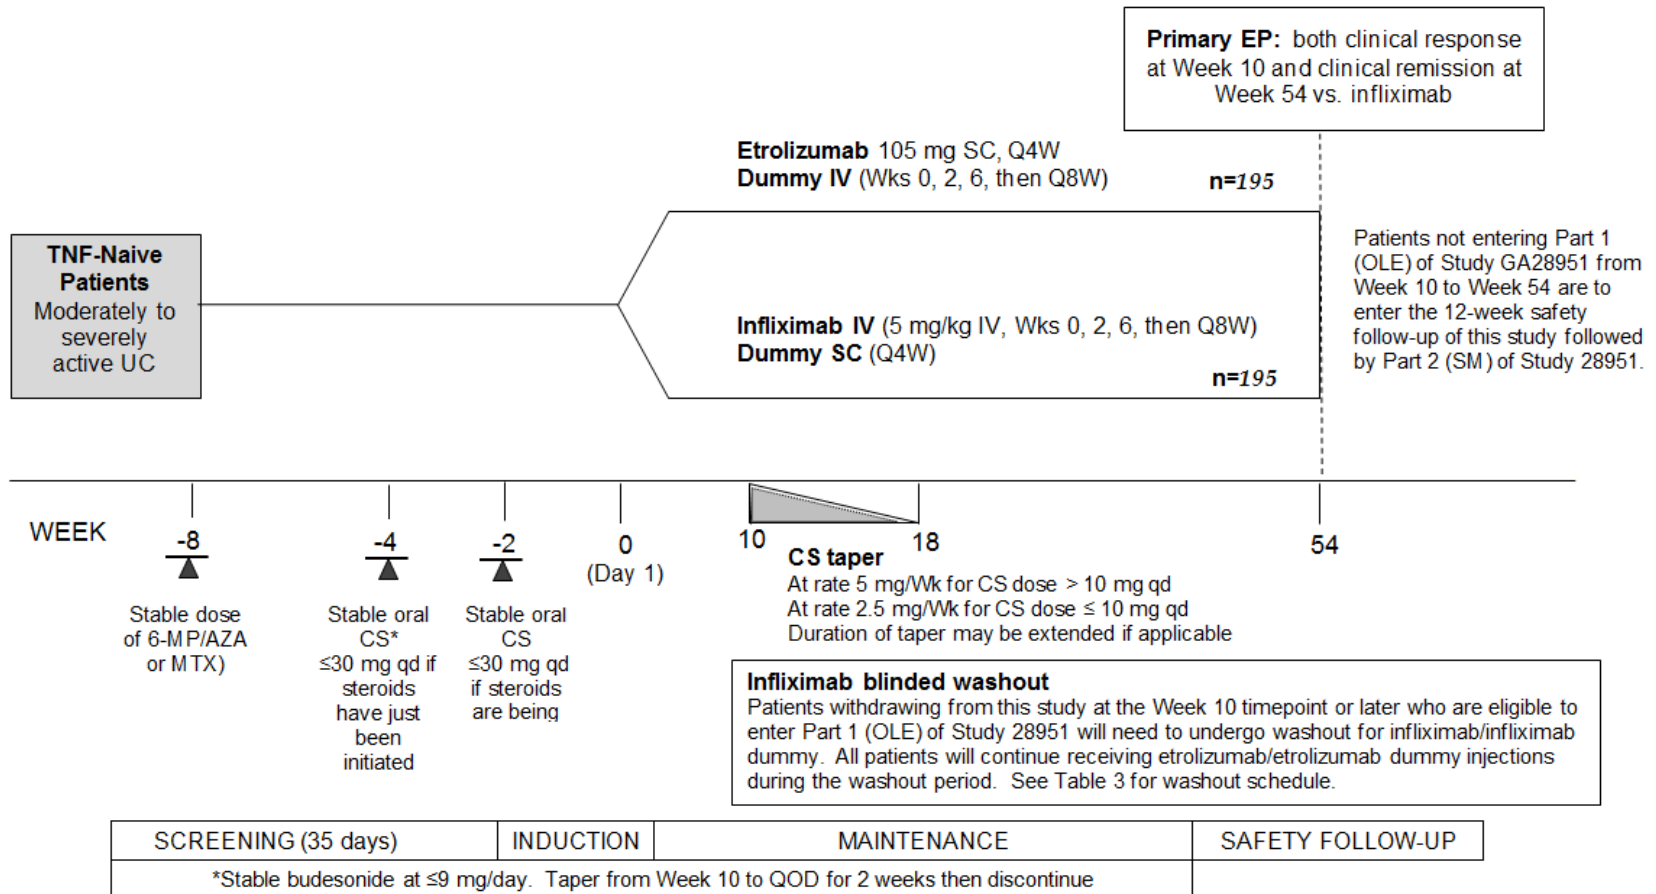 Primary EP: both clinical response
at Week 10 and clinical remission at
Week 54 vs. infliximab
Etrolizumab 105 mg SC, Q4W
Dummy IV (Wks 0, 2, 6, then Q8W)
n=195
TNF-Naive
Patients
Moderately to
severely
active UC
Infliximab IV (5 mg/kg IV, Wks 0, 2, 6, then Q8W)
Dummy SC (Q4W)
n=195
Patients not entering Part 1
(OLE) of Study GA28951 from
Week 10 to Week 54 are to
enter the 12-week safety
follow-up of this study followed
by Part 2 (SM) of Study 28951.
WEEK
-8
-4
-2
0
(Day 1)
10
18
54
Stable dose
of 6-MP/AZA
or MTX)
Stable oral
CS*
≤30 mg qd if
steroids
have just
been
initiated
Stable oral
CS
≤30 mg qd
if steroids
are being
CS taper
At rate 5 mg/Wk for CS dose > 10 mg qd
At rate 2.5 mg/Wk for CS dose ≤ 10 mg qd
Duration of taper may be extended if applicable
Infliximab blinded washout
Patients withdrawing from this study at the Week 10 timepoint or later who are eligible to
enter Part 1 (OLE) of Study 28951 will need to undergo washout for infliximab/infliximab
dummy. All patients will continue receiving etrolizumab/etrolizumab dummy injections
during the washout period. See Table 3 for washout schedule.
SCREENING (35 days)
INDUCTION
MAINTENANCE
SAFETY FOLLOW-UP
*Stable budesonide at ≤9 mg/day. Taper from Week 10 to QOD for 2 weeks then discontinue